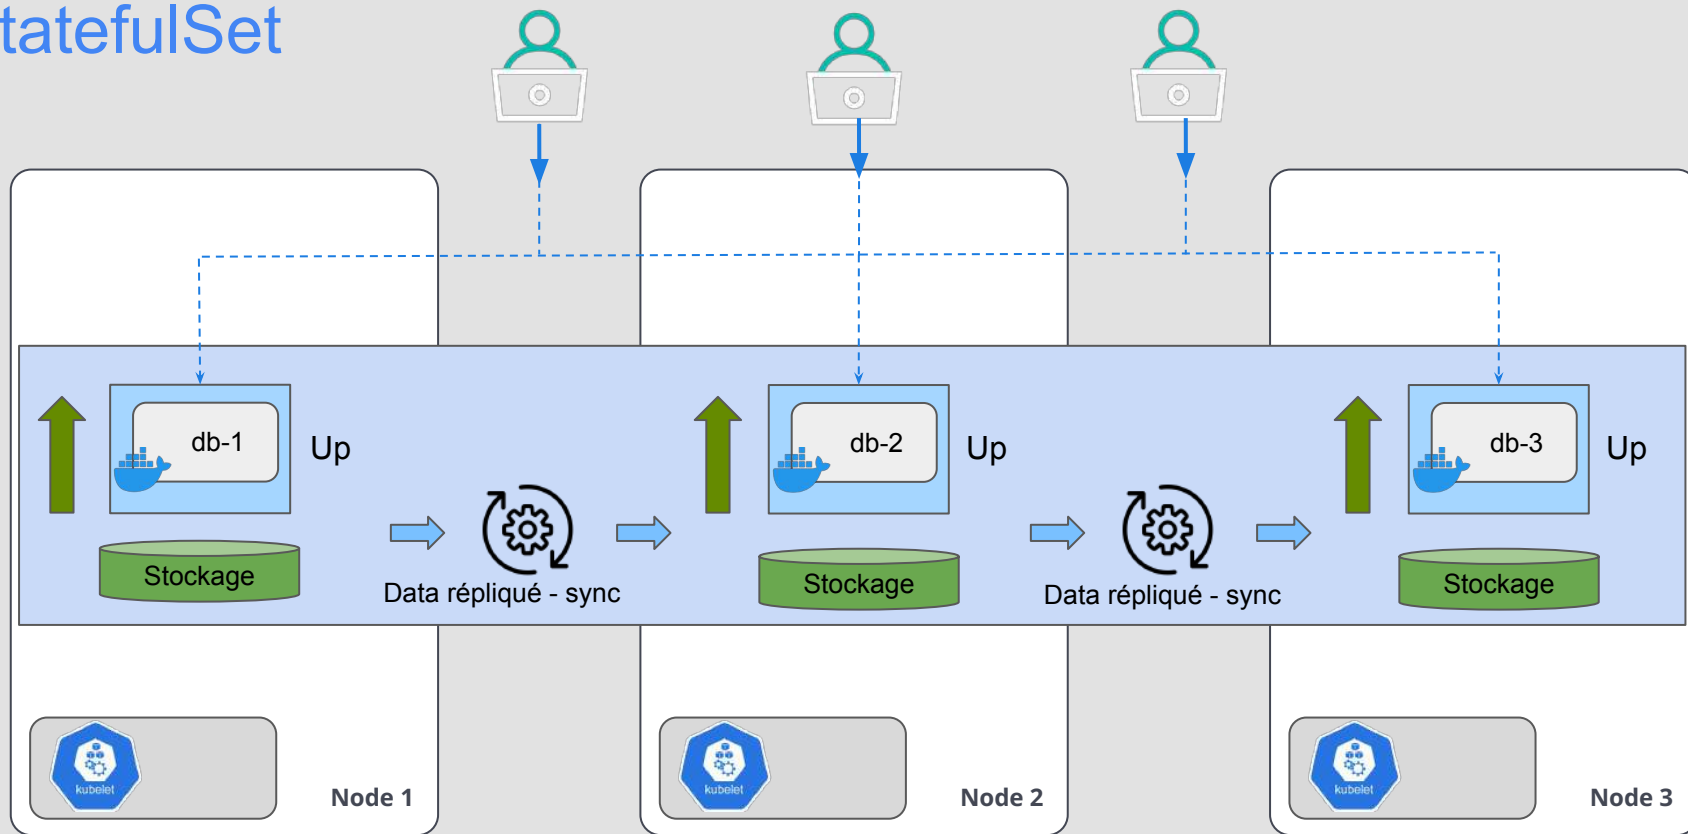 tatefulSet
db-1
Up
db-2
Up
db-3
Up
Stockage
Data répliqué - sync
Stockage
Data répliqué - sync
Stockage
kubelet
Node 1
kubelet
Node 2
kubelet
Node 3